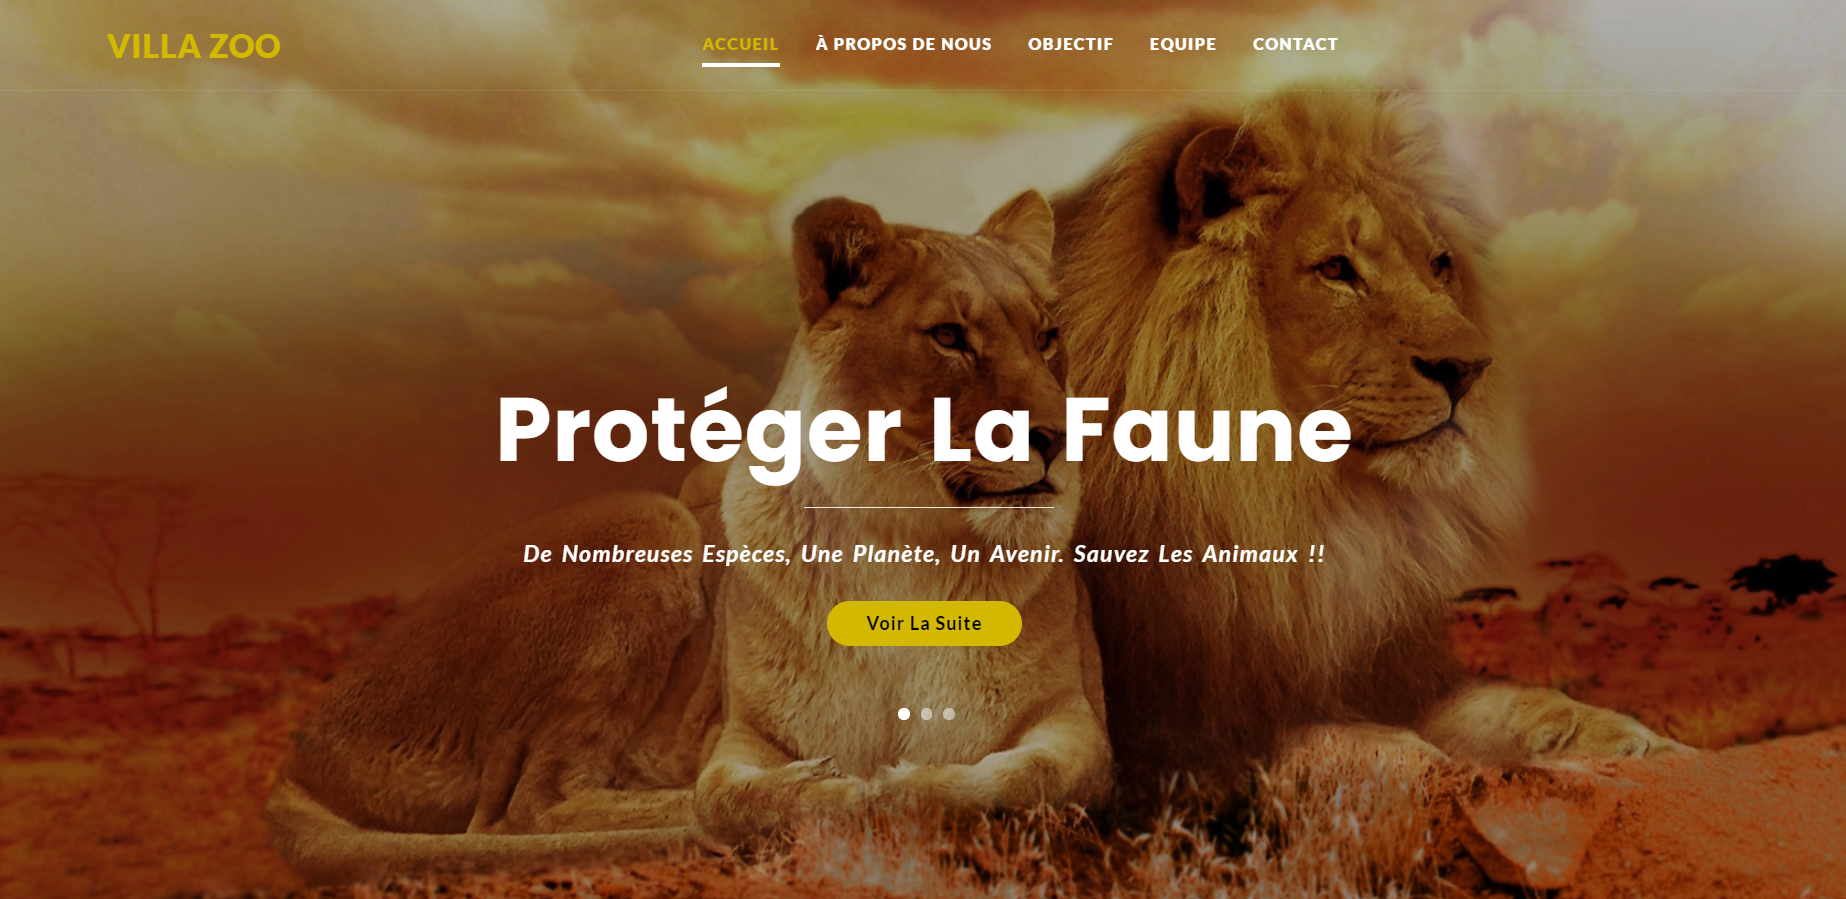 VILLA ZOO
ACCUEIL À PROPOS DE NOUS OBJECTIF EQUIPE CONTACT
Protéger La Faune
De Nombreuses Espèces, Une Planète, Un Avenir. Sauvez Les Animaux !!
Voir La Suite